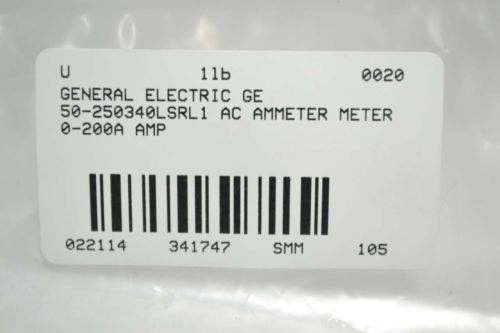 U 1lb 0020
GENERAL ELECTRIC GE
50-250340LSRL1 AC AMMETER METER
0-200A AMP
022114 341747 SMM 105